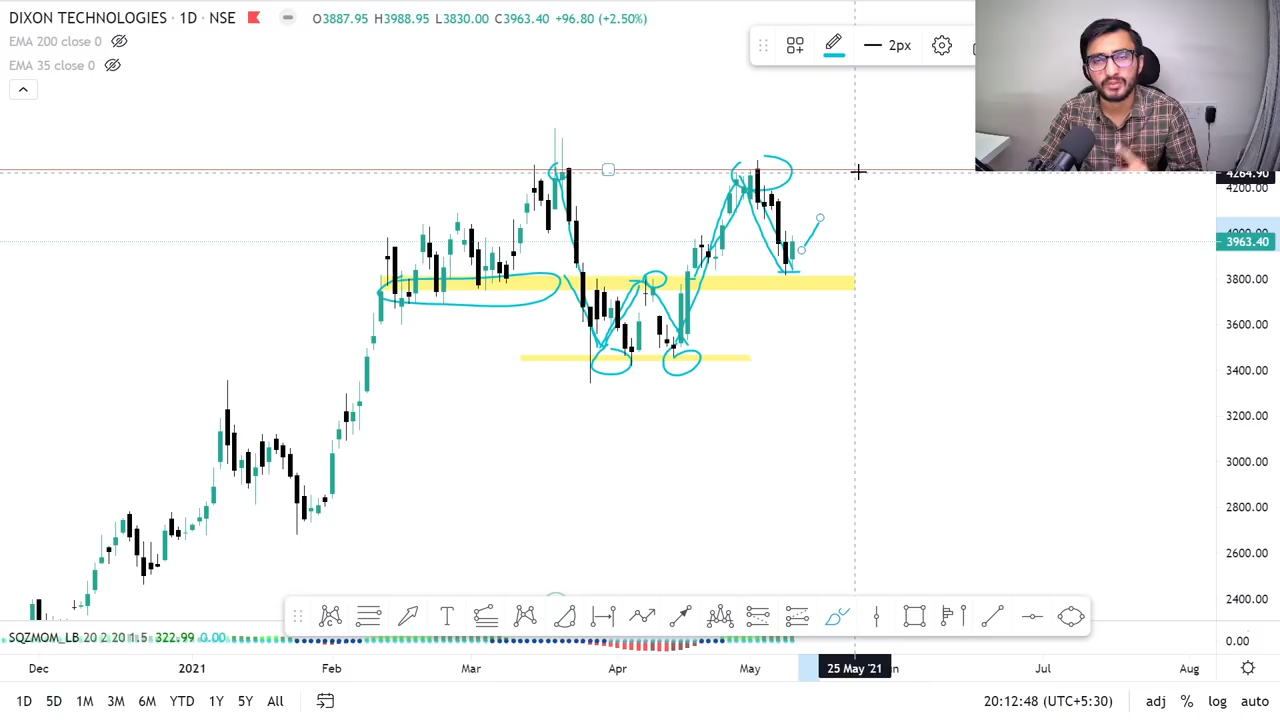 DIXON TECHNOLOGIES · 1D · NSE O3887.95 H3988.95 L3830.00 C3963.40 +96.80 (+2.50%)
EMA 200 close 0
EMA 35 close 0
2px
4264.90
4200.00
4000.00
3963.40
3800.00
3600.00
3400.00
3200.00
3000.00
2800.00
2600.00
2400.00
T
SQZMOM_LB 20 2 20 1.5 322.99 0.00
0.00
Dec 2021 Feb Mar Apr May 25 May '21 Jul Aug
1D 5D 1M 3M 6M YTD 1Y 5Y All
20:12:48 (UTC+5:30) adj % log auto